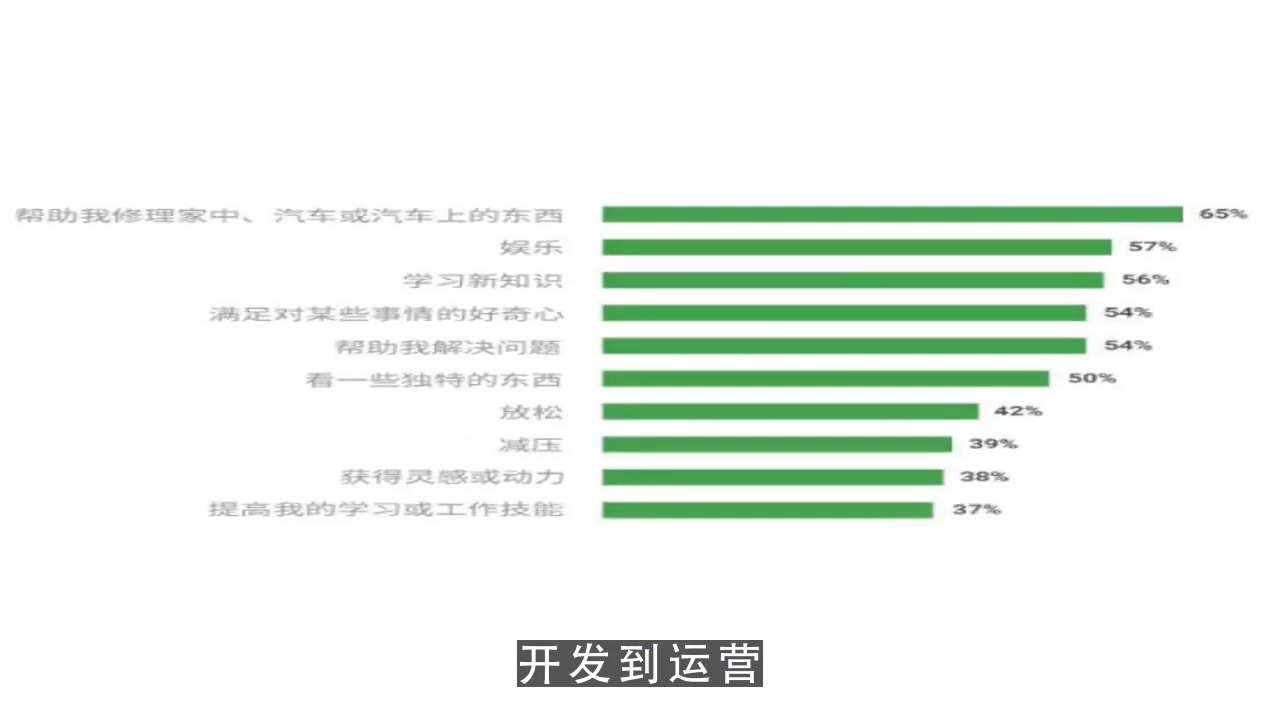 帮助我修理家中、汽车或汽车上的东西 65%
娱乐 57%
学习新知识 56%
满足对某些事情的好奇心 54%
帮助我解决问题 54%
看一些独特的东西 50%
放松 42%
减压 39%
获得灵感或动力 38%
提高我的学习或工作技能 37%
开发到运营